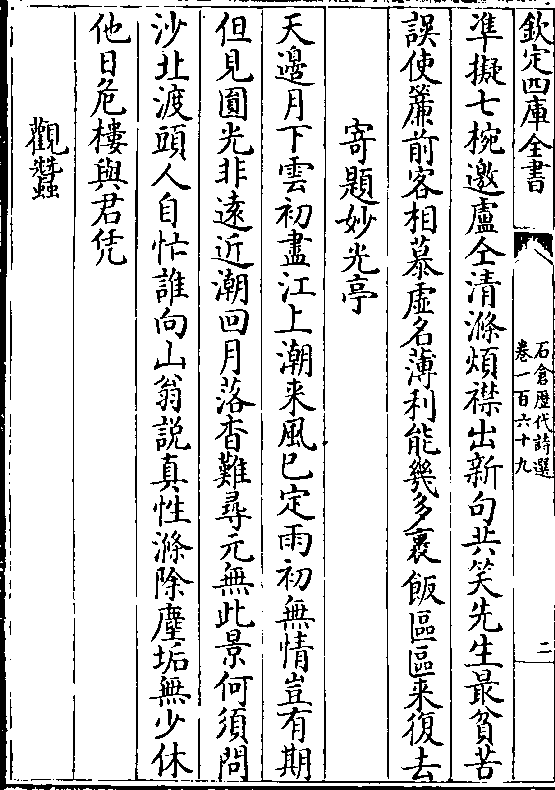 欽定四庫全書
石倉歴代詩選
卷一百六十九
二
準擬七椀邀盧仝清滌煩襟出新句共笑先生最貧苦
誤使簾前客相慕虛名薄利能幾多裹飯區區来復去
寄題妙光亭
天邊月下雲初盡江上潮来風已定雨初無情豈有期
但見圓光非遠近潮回月落杳難尋元無此景何須問
沙北渡頭人自忙誰向山翁説真性滌除塵垢無少休
他日危樓與君凭
觀蠶